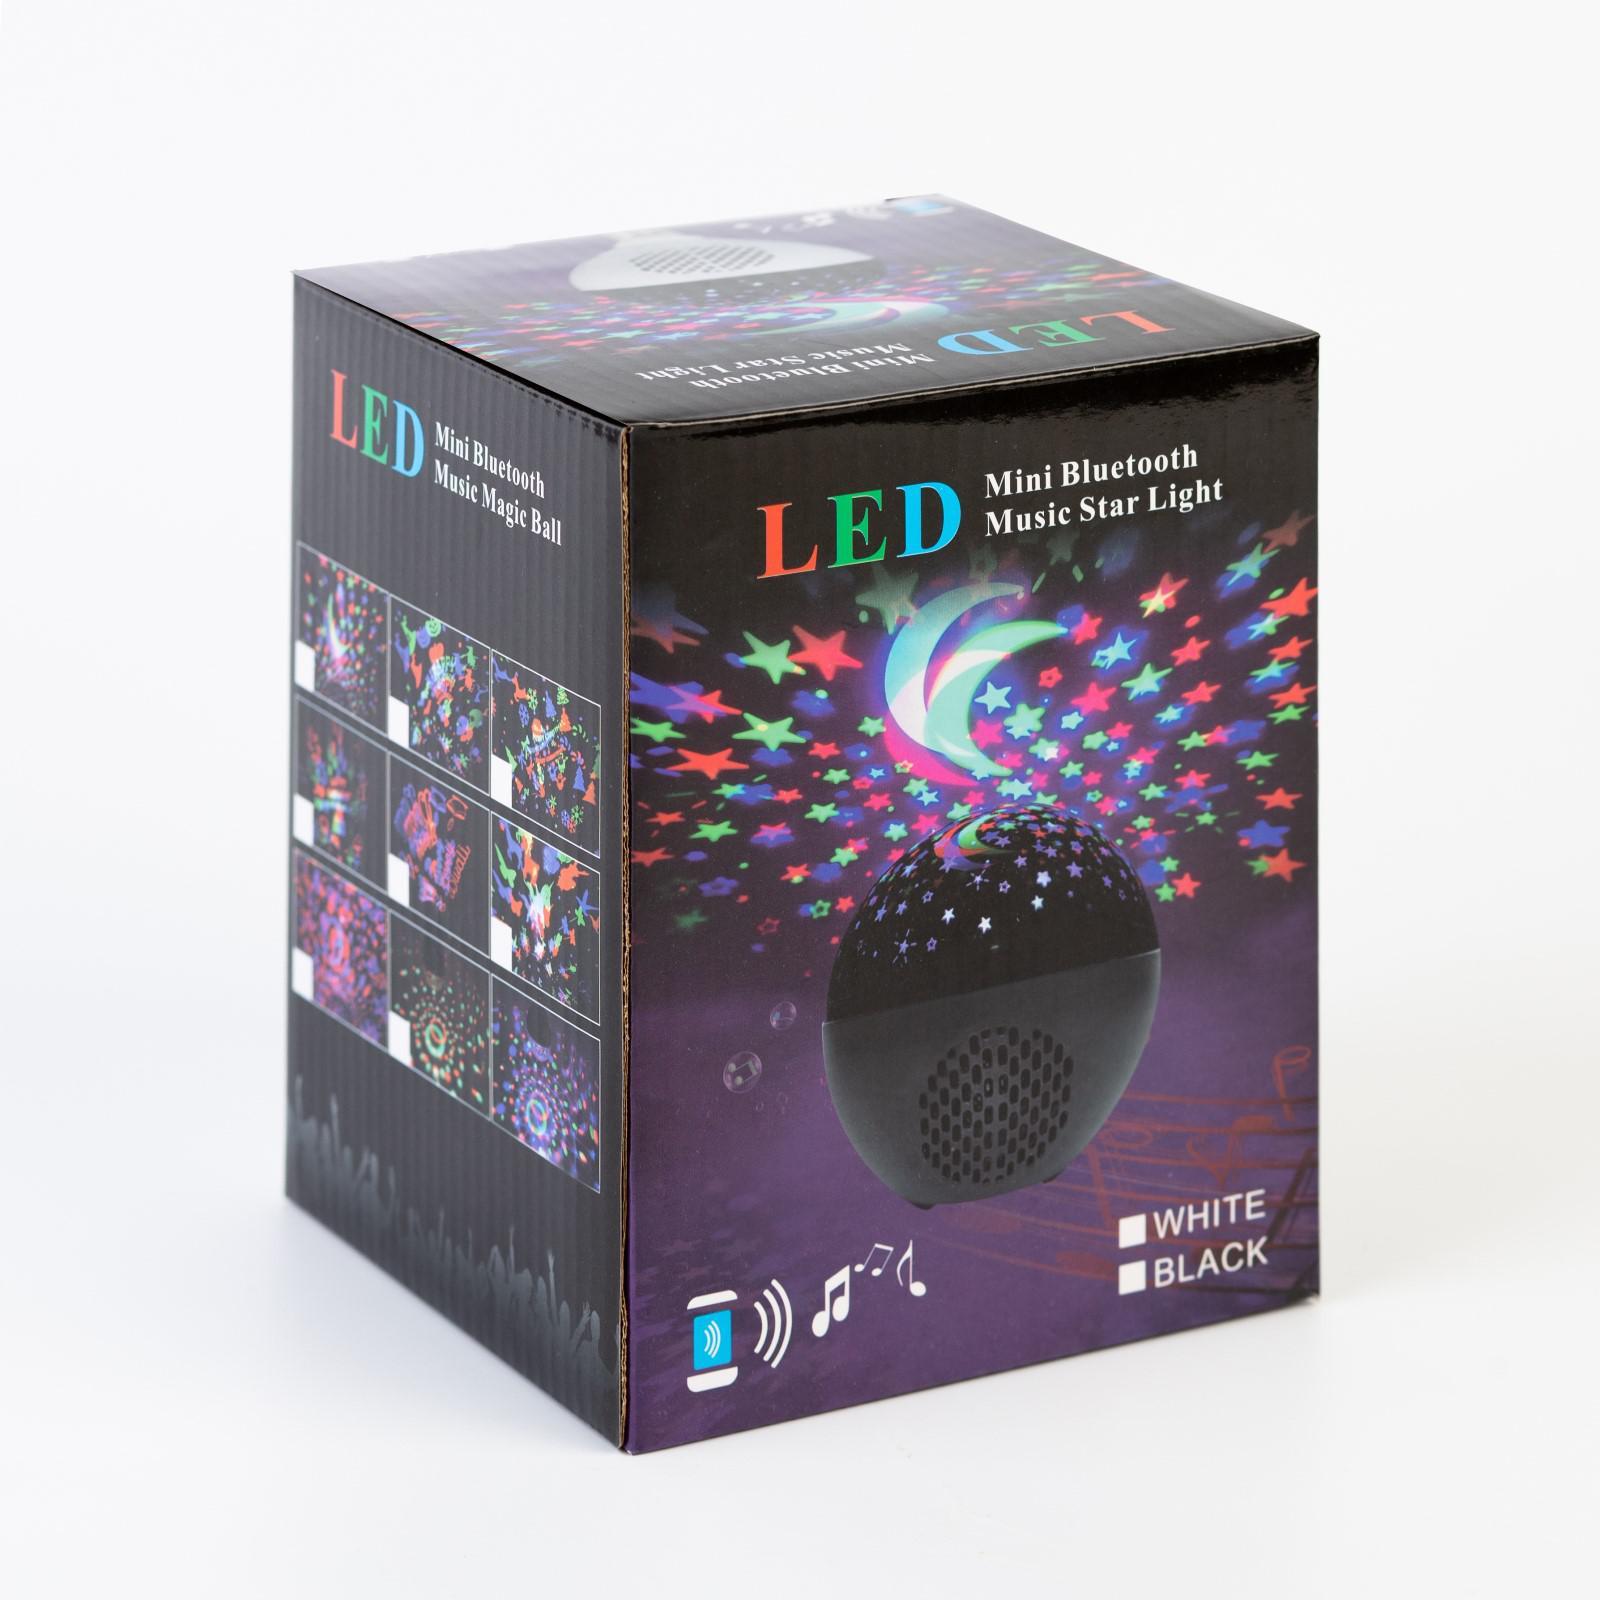 LED
Mini Bluetooth
Music Star Light
LED
Mini Bluetooth
Music Magic Ball
LED
Mini Bluetooth
Music Star Light
WHITE
BLACK